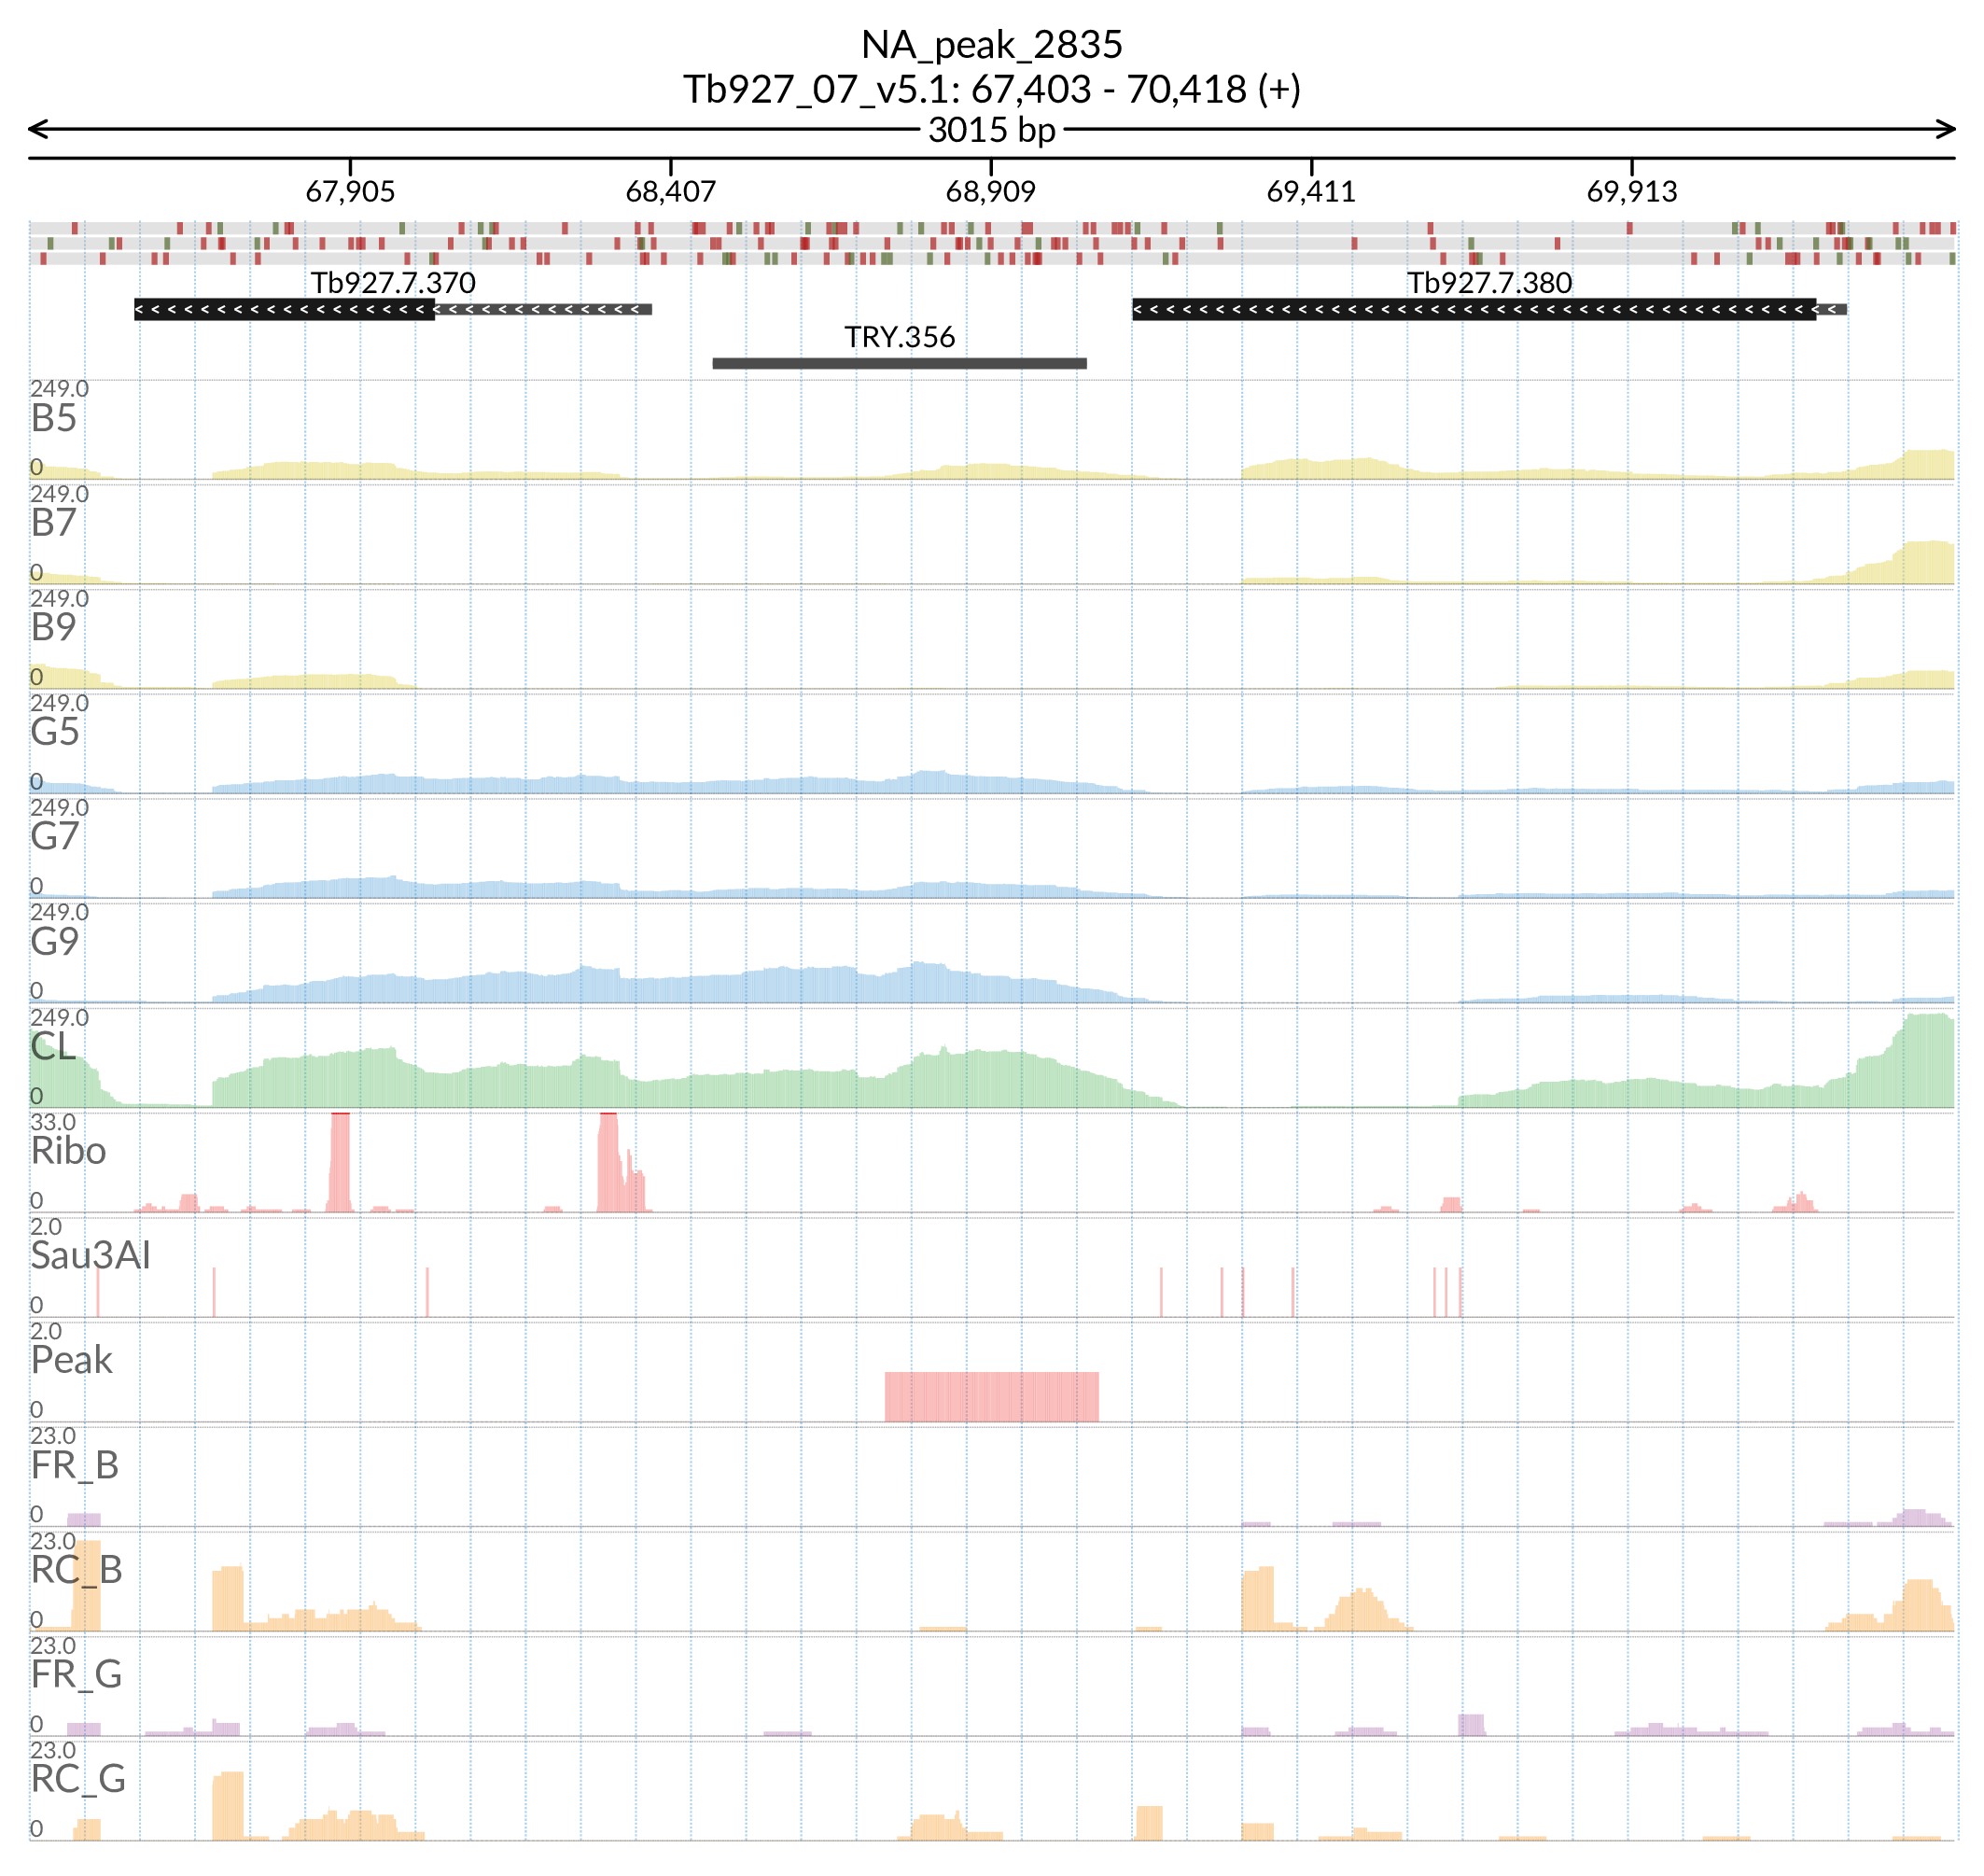 NA_peak_2835
Tb927_07_v5.1: 67,403 - 70,418 (+)
3015 bp
67,905 68,407 68,909 69,411 69,913
Tb927.7.370 Tb927.7.380
TRY.356
249.0
B5
0
249.0
B7
0
249.0
B9
0
249.0
G5
0
249.0
G7
0
249.0
G9
0
249.0
CL
0
33.0
Ribo
0
2.0
Sau3AI
0
2.0
Peak
0
23.0
FR_B
0
23.0
RC_B
0
23.0
FR_G
0
23.0
RC_G
0